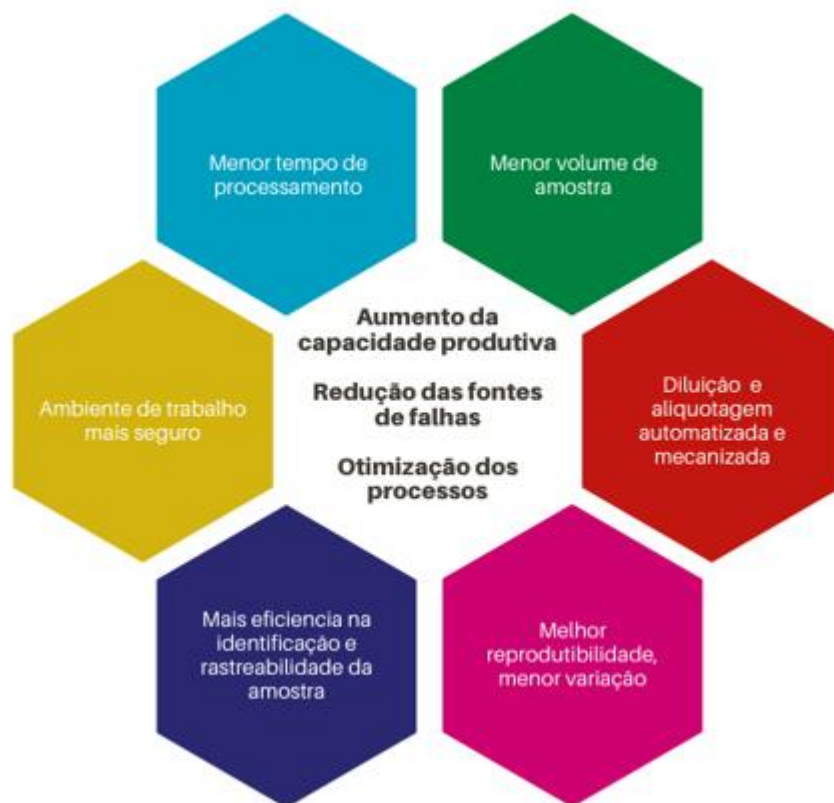 Menor tempo de
processamento
Menor volume de
amostra
Aumento da
capacidade produtiva
Redução das fontes
de falhas
Otimização dos
processos
Ambiente de trabalho
mais seguro
Diluição e
aliquotagem
automatizada e
mecanizada
Mais eficiencia na
identificação e
rastreabilidade da
amostra
Melhor
reprodutibilidade,
menor variação